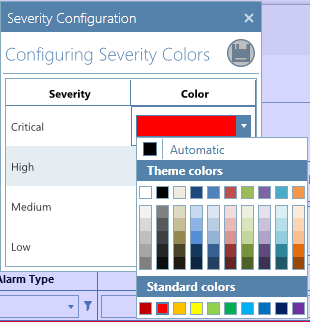 Severity Configuration
Configuring Severity Colors
Severity Color
Critical
Automatic
High
Theme colors
Medium
Low
Alarm Type
Standard colors